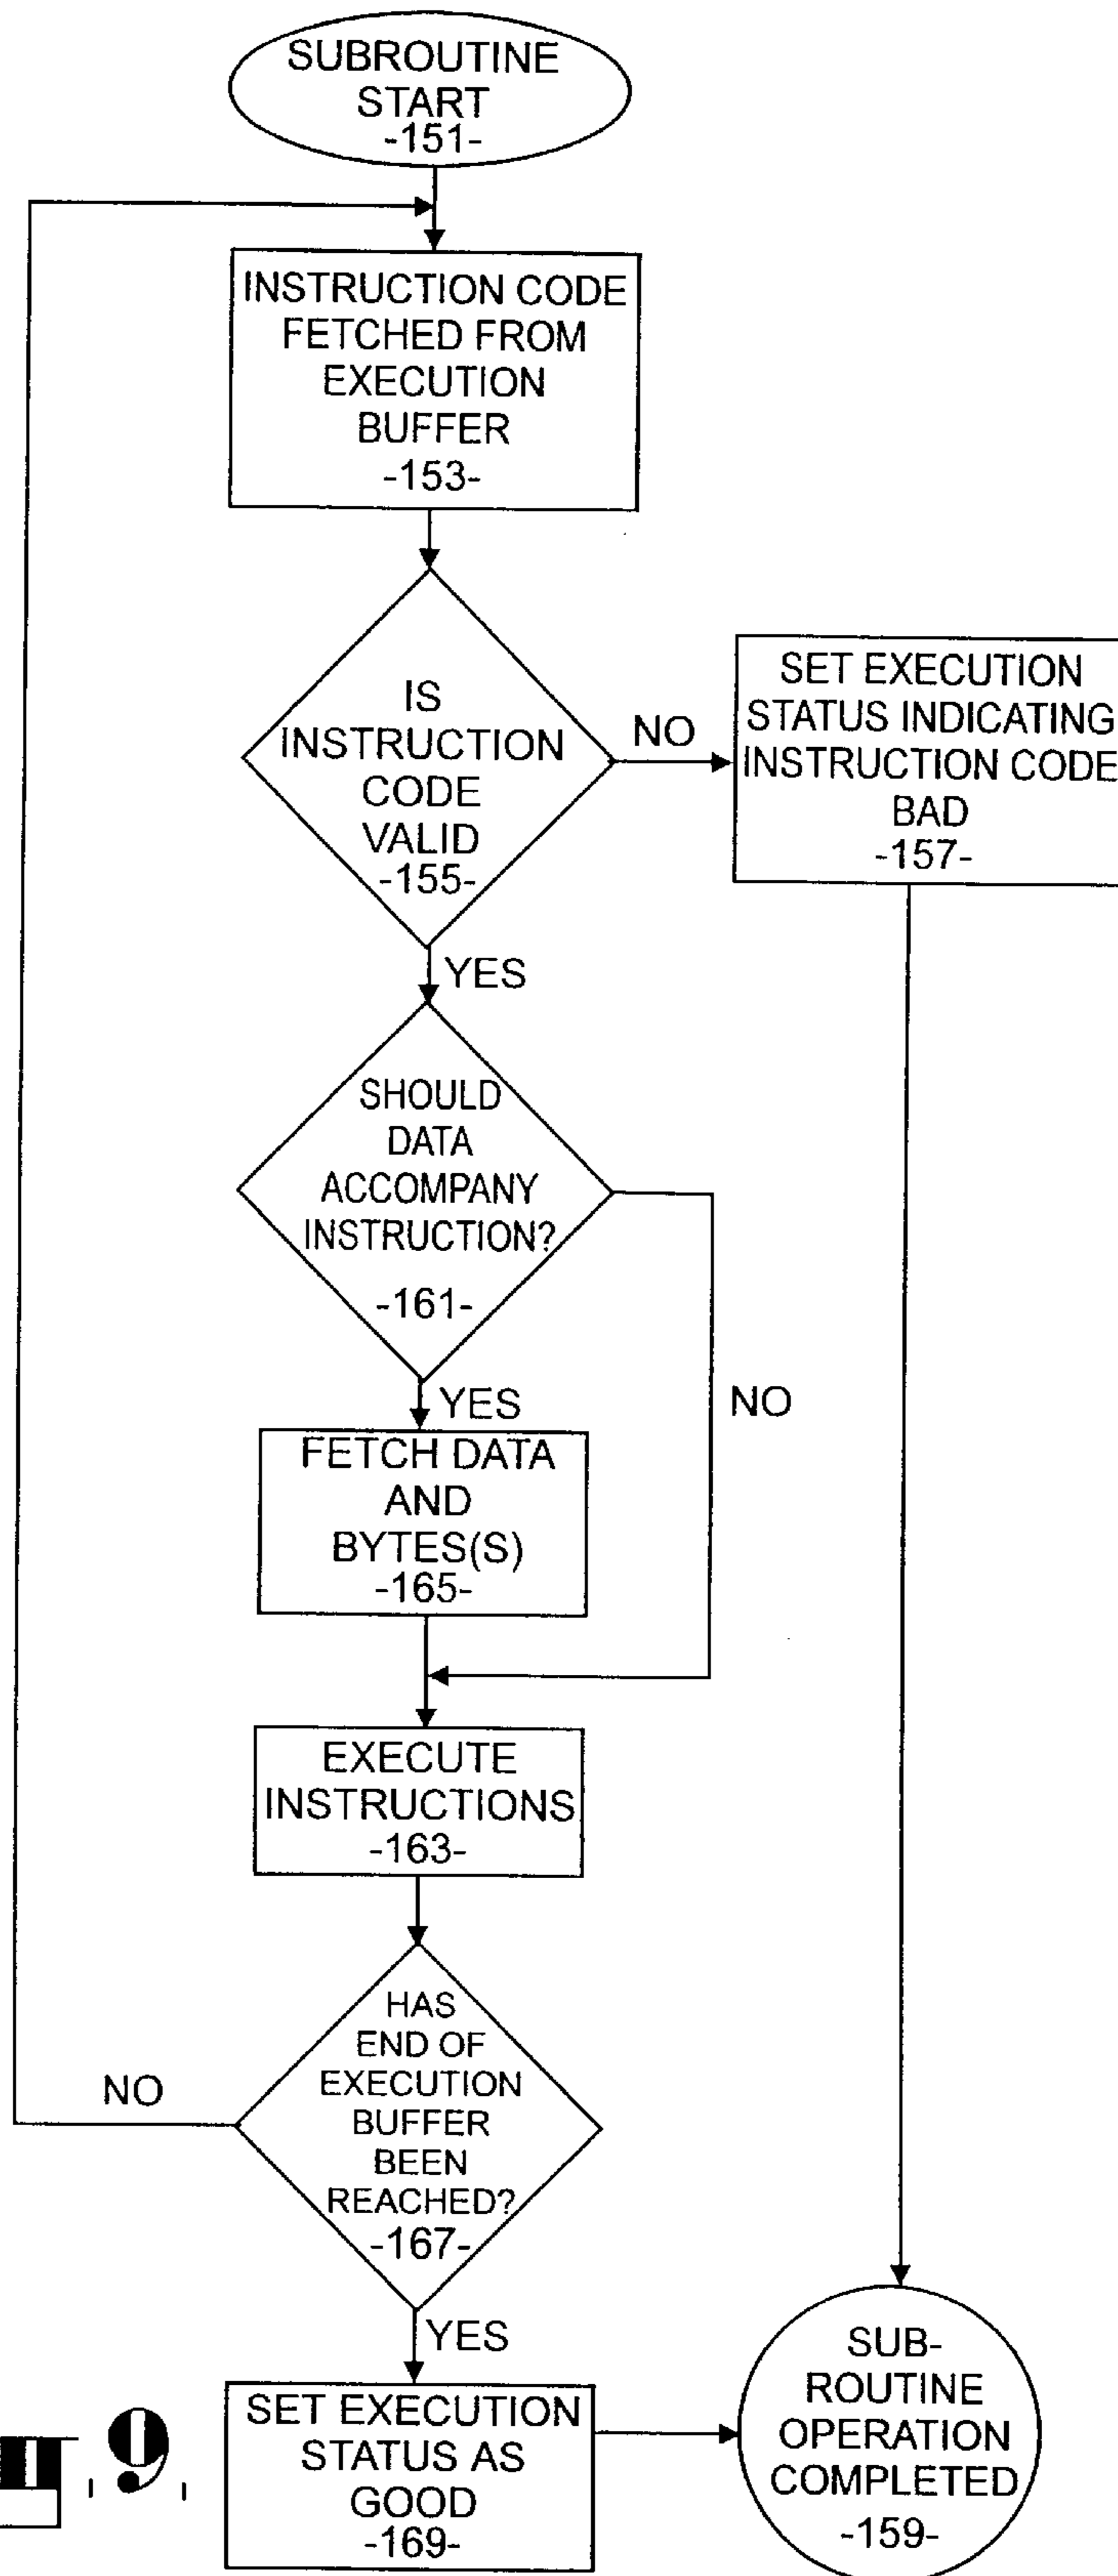 SUBROUTINE
START
-151-
INSTRUCTION CODE
FETCHED FROM
EXECUTION
BUFFER
-153-
IS
INSTRUCTION
CODE
VALID
-155-
NO
SET EXECUTION
STATUS INDICATING
INSTRUCTION CODE
BAD
-157-
YES
SHOULD
DATA
ACCOMPANY
INSTRUCTION?
-161-
NO
YES
FETCH DATA
AND
BYTES(S)
-165-
EXECUTE
INSTRUCTIONS
-163-
HAS
END OF
EXECUTION
BUFFER
BEEN
REACHED?
-167-
NO
YES
SET EXECUTION
STATUS AS
GOOD
-169-
SUB-
ROUTINE
OPERATION
COMPLETED
-159-
9